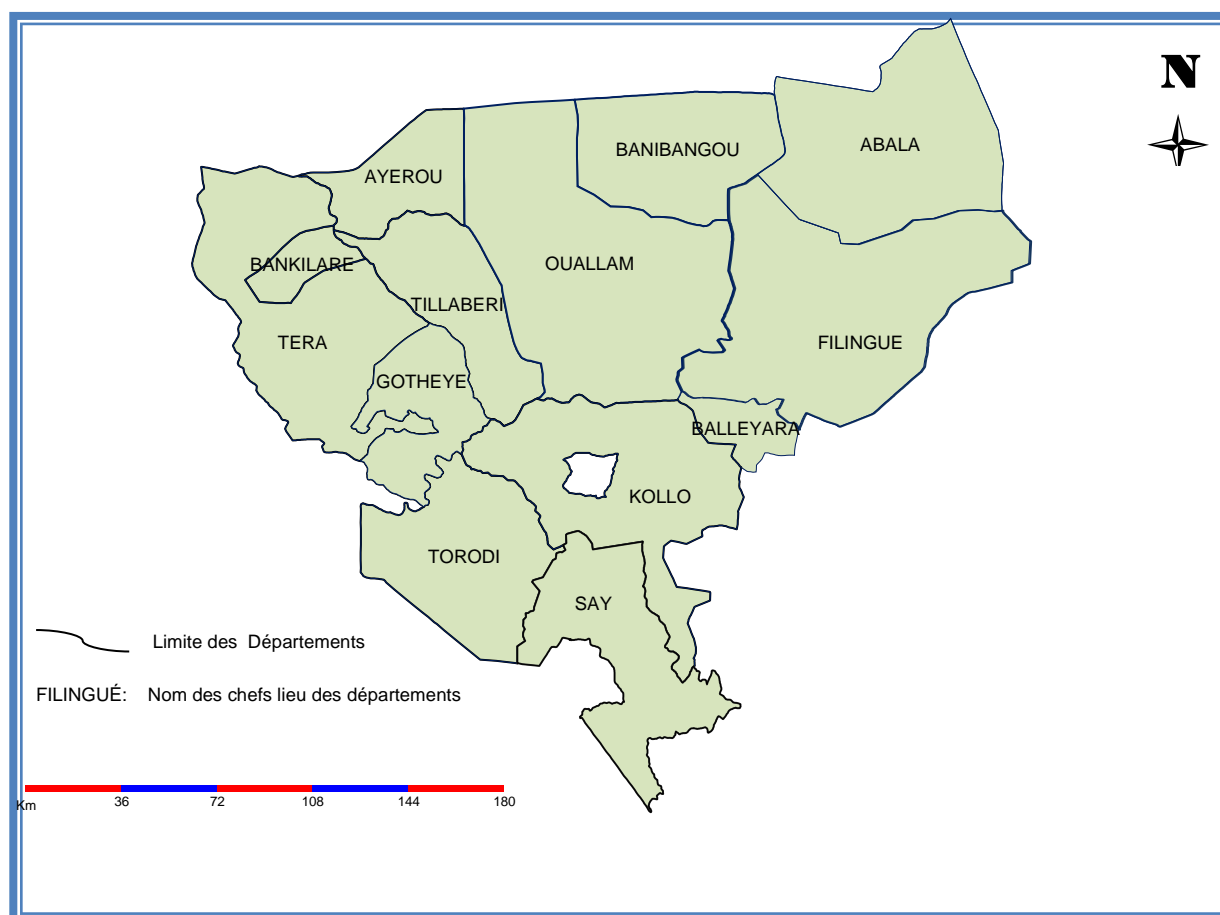 N
ABALA
BANIBANGOU
AYEROU
BANKILARE
OUALLAM
TILLABERI
TERA
FILINGUE
GOTHEYE
BALLEYARA
KOLLO
TORODI
SAY
Limite des Départements
FILINGUÉ: Nom des chefs lieu des départements
Km 36 72 108 144 180